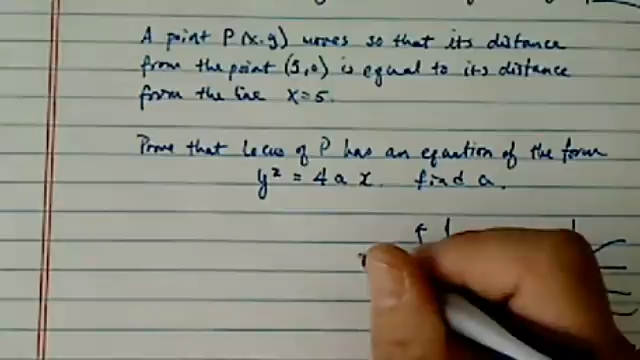 A point P(x.y) moves so that its distance
from the point (5,0) is equal to its distance
from the line x=5.
Prove that locus of P has an equation of the form
y² = 4ax. find a.